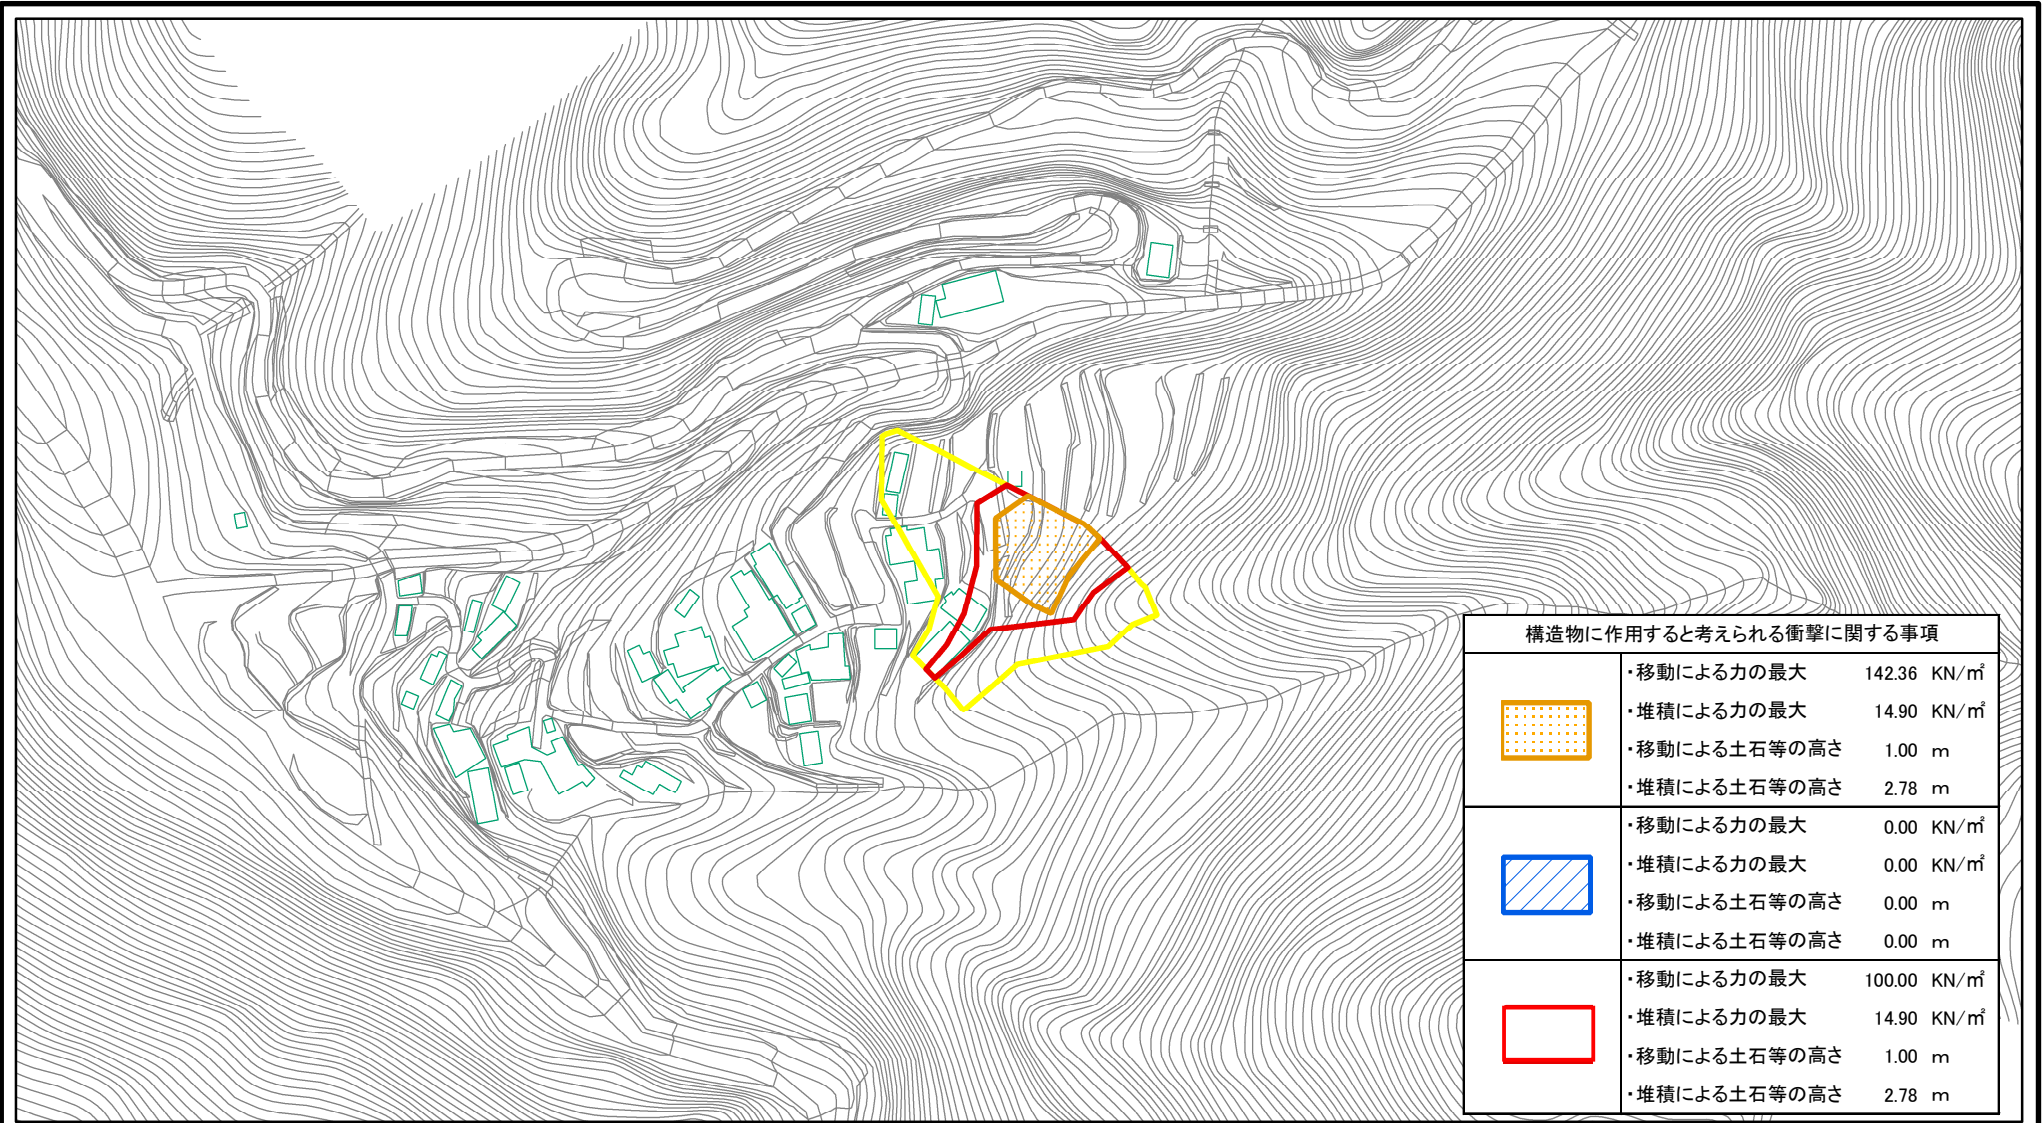 構造物に作用すると考えられる衝撃に関する事項
・移動による力の最大 142.36 KN/㎡
・堆積による力の最大 14.90 KN/㎡
・移動による土石等の高さ 1.00 m
・堆積による土石等の高さ 2.78 m
・移動による力の最大 0.00 KN/㎡
・堆積による力の最大 0.00 KN/㎡
・移動による土石等の高さ 0.00 m
・堆積による土石等の高さ 0.00 m
・移動による力の最大 100.00 KN/㎡
・堆積による力の最大 14.90 KN/㎡
・移動による土石等の高さ 1.00 m
・堆積による土石等の高さ 2.78 m